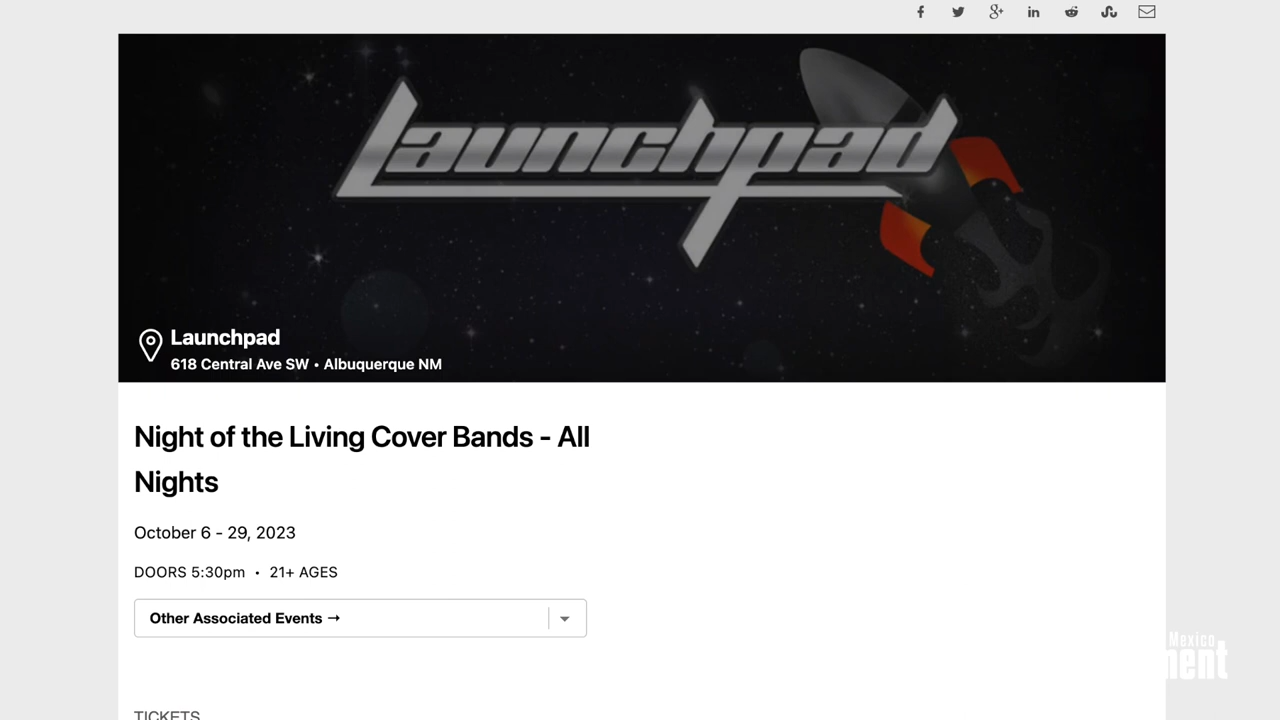 Launchpad
Launchpad
618 Central Ave SW • Albuquerque NM
Night of the Living Cover Bands - All
Nights
October 6 - 29, 2023
DOORS 5:30pm • 21+ AGES
Other Associated Events →
Mexico
TICKETS